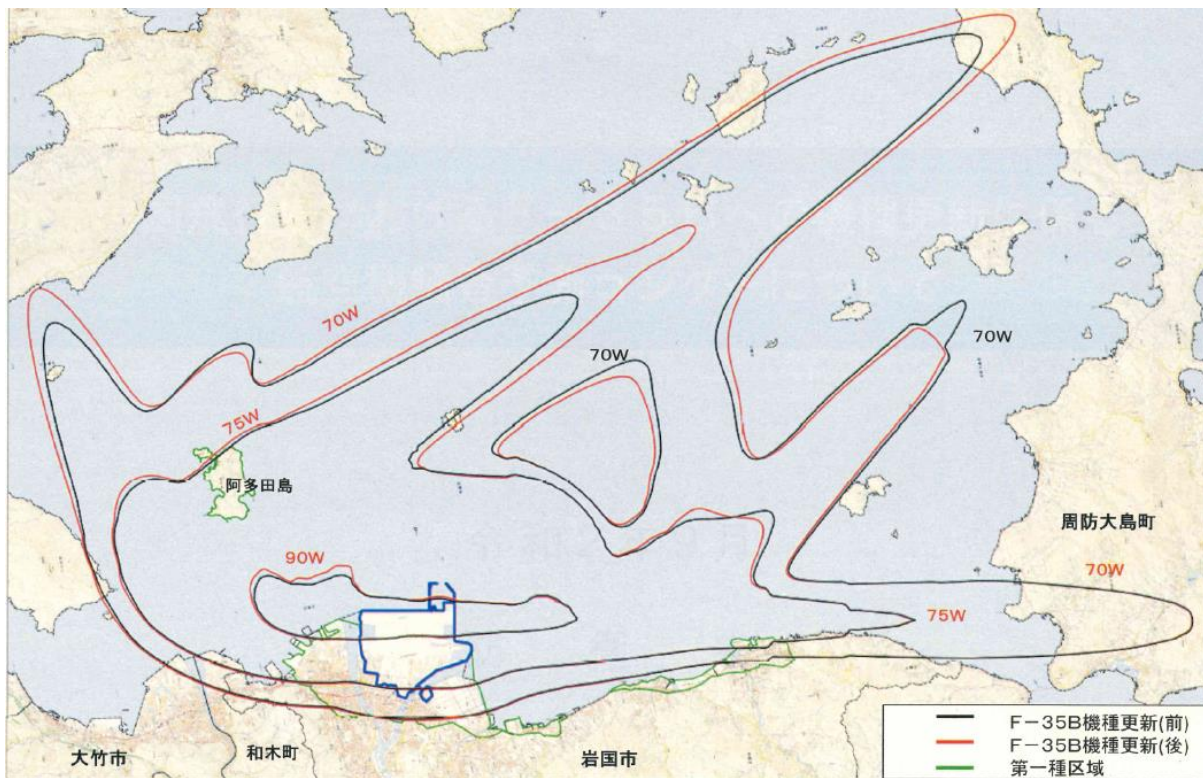 70W
70W
70W
75W
阿多田島
周防大島町
90W
70W
75W
大竹市
和木町
岩国市
F－35B機種更新(前)
F－35B機種更新(後)
第一種区域